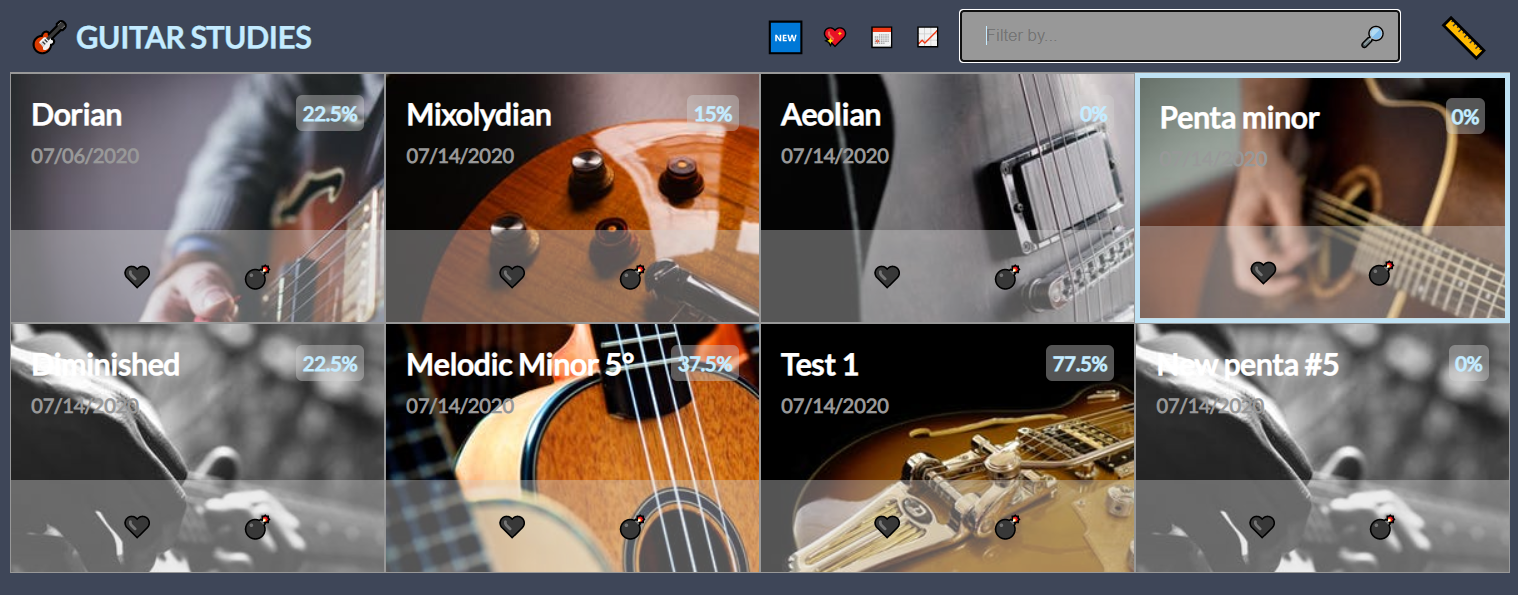 GUITAR STUDIES
NEW
Filter by...
Dorian
22.5%
07/06/2020
Mixolydian
15%
07/14/2020
Aeolian
0%
07/14/2020
Penta minor
0%
07/14/2020
Diminished
22.5%
07/14/2020
Melodic Minor 5°
37.5%
07/14/2020
Test 1
77.5%
07/14/2020
New penta #5
0%
07/14/2020